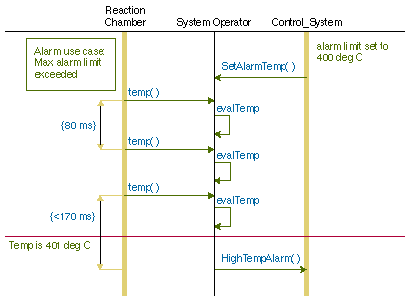 Reaction
Chamber
System Operator
Control_System
Alarm use case:
Max alarm limit
exceeded
alarm limit set to
400 deg C
SetAlarmTemp( )
temp( )
evalTemp
{80 ms}
temp( )
evalTemp
temp( )
evalTemp
{<170 ms}
Temp is 401 deg C
HighTempAlarm( )